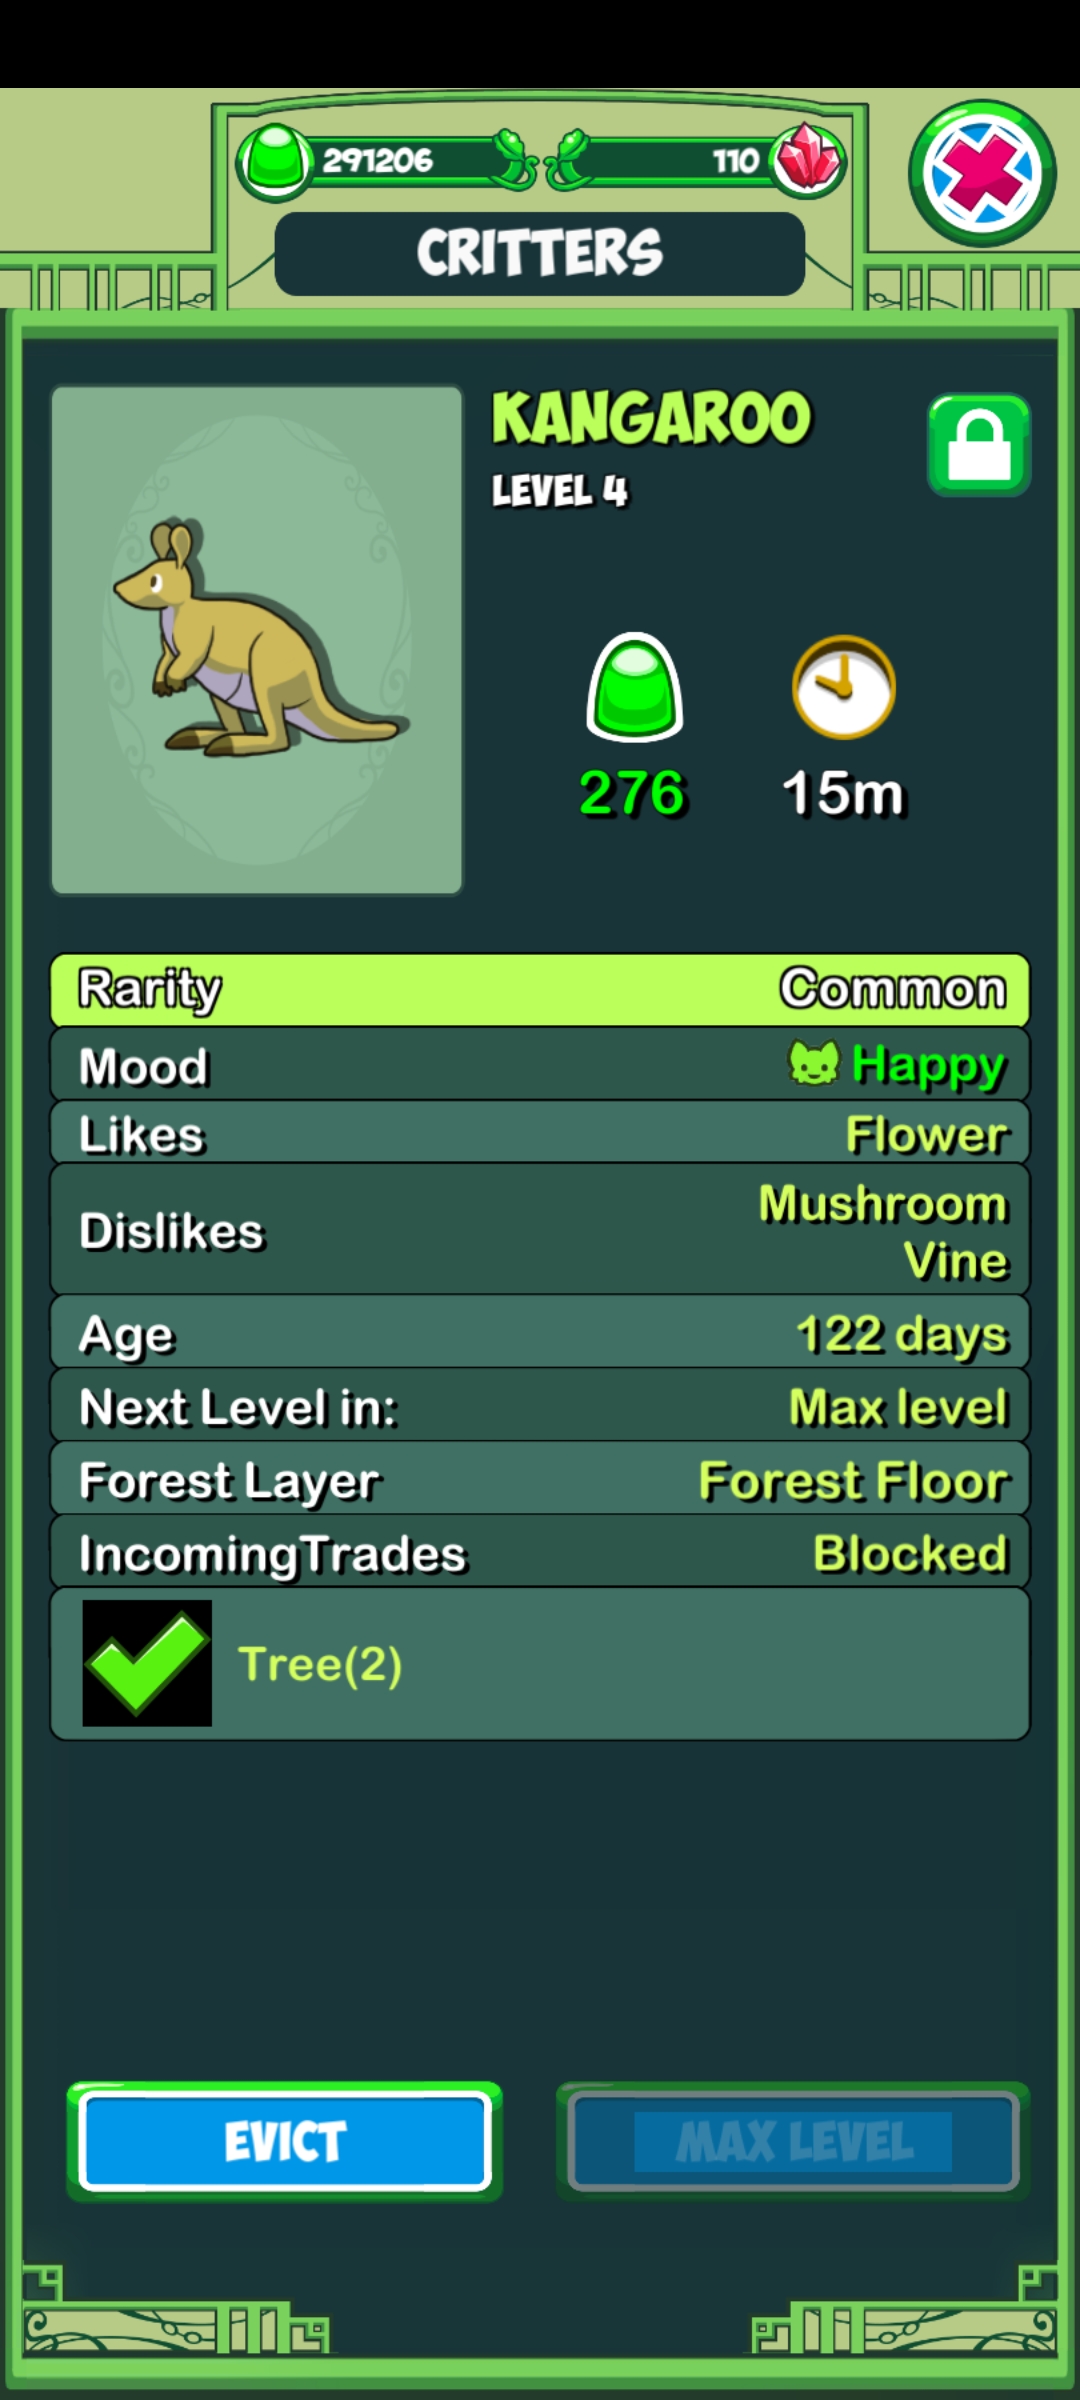 291206
110
CRITTERS
KANGAROO
LEVEL 4
276
15m
Rarity Common
Mood Happy
Likes Flower
Dislikes Mushroom
Vine
Age 122 days
Next Level in: Max level
Forest Layer Forest Floor
IncomingTrades Blocked
Tree(2)
EVICT
MAX LEVEL